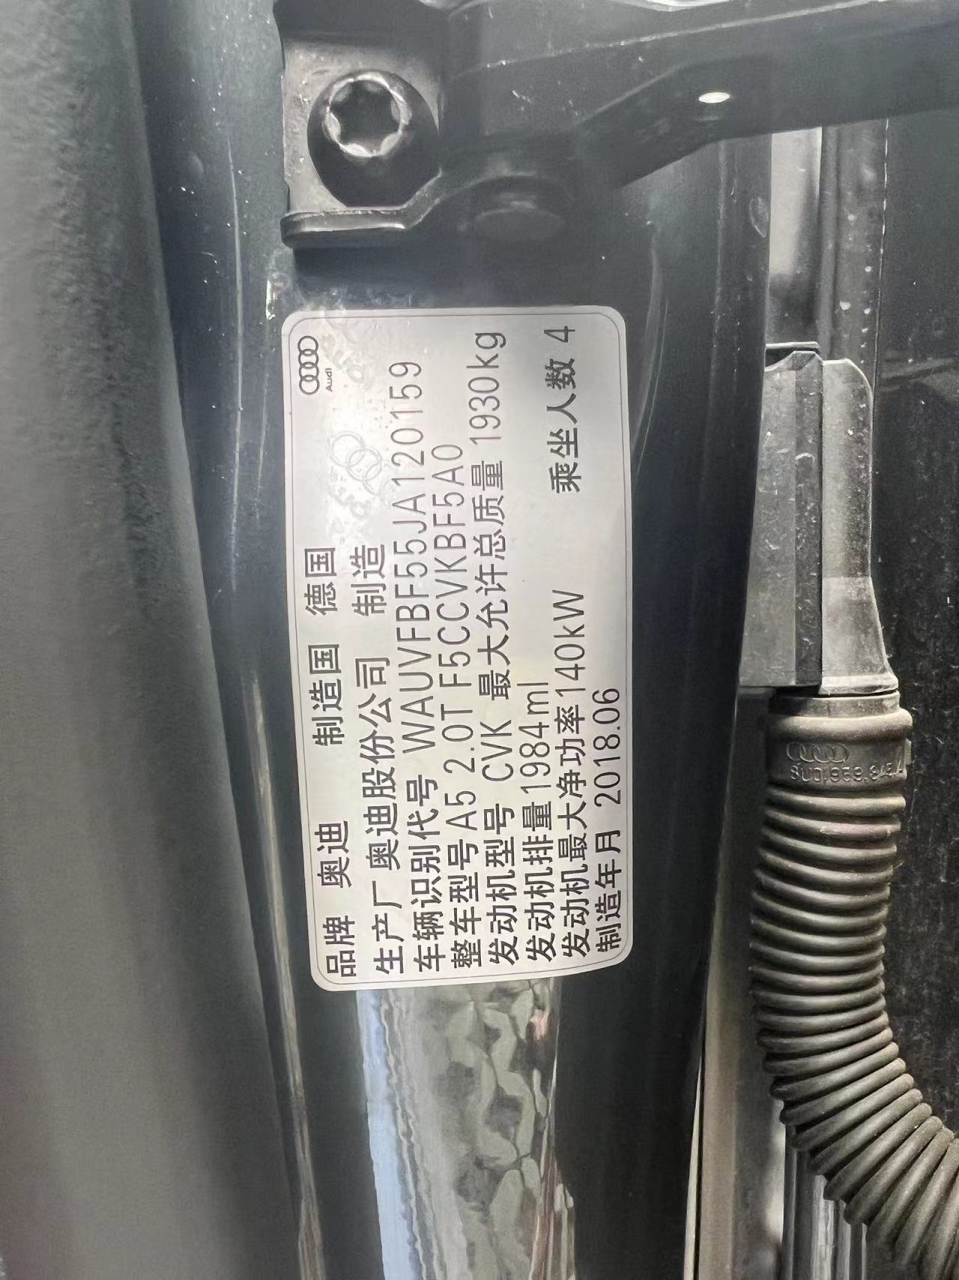 Audi
品牌 奥迪 制造国 德国
生产厂 奥迪股份公司 制造
车辆识别代号 WAUVFBF55JA120159
整车型号 A5 2.0T F5CCVKBF5A0
发动机型号 CVK 最大允许总质量 1930kg
发动机排量 1984ml
发动机最大净功率 140kW 乘坐人数 4
制造年月 2018.06